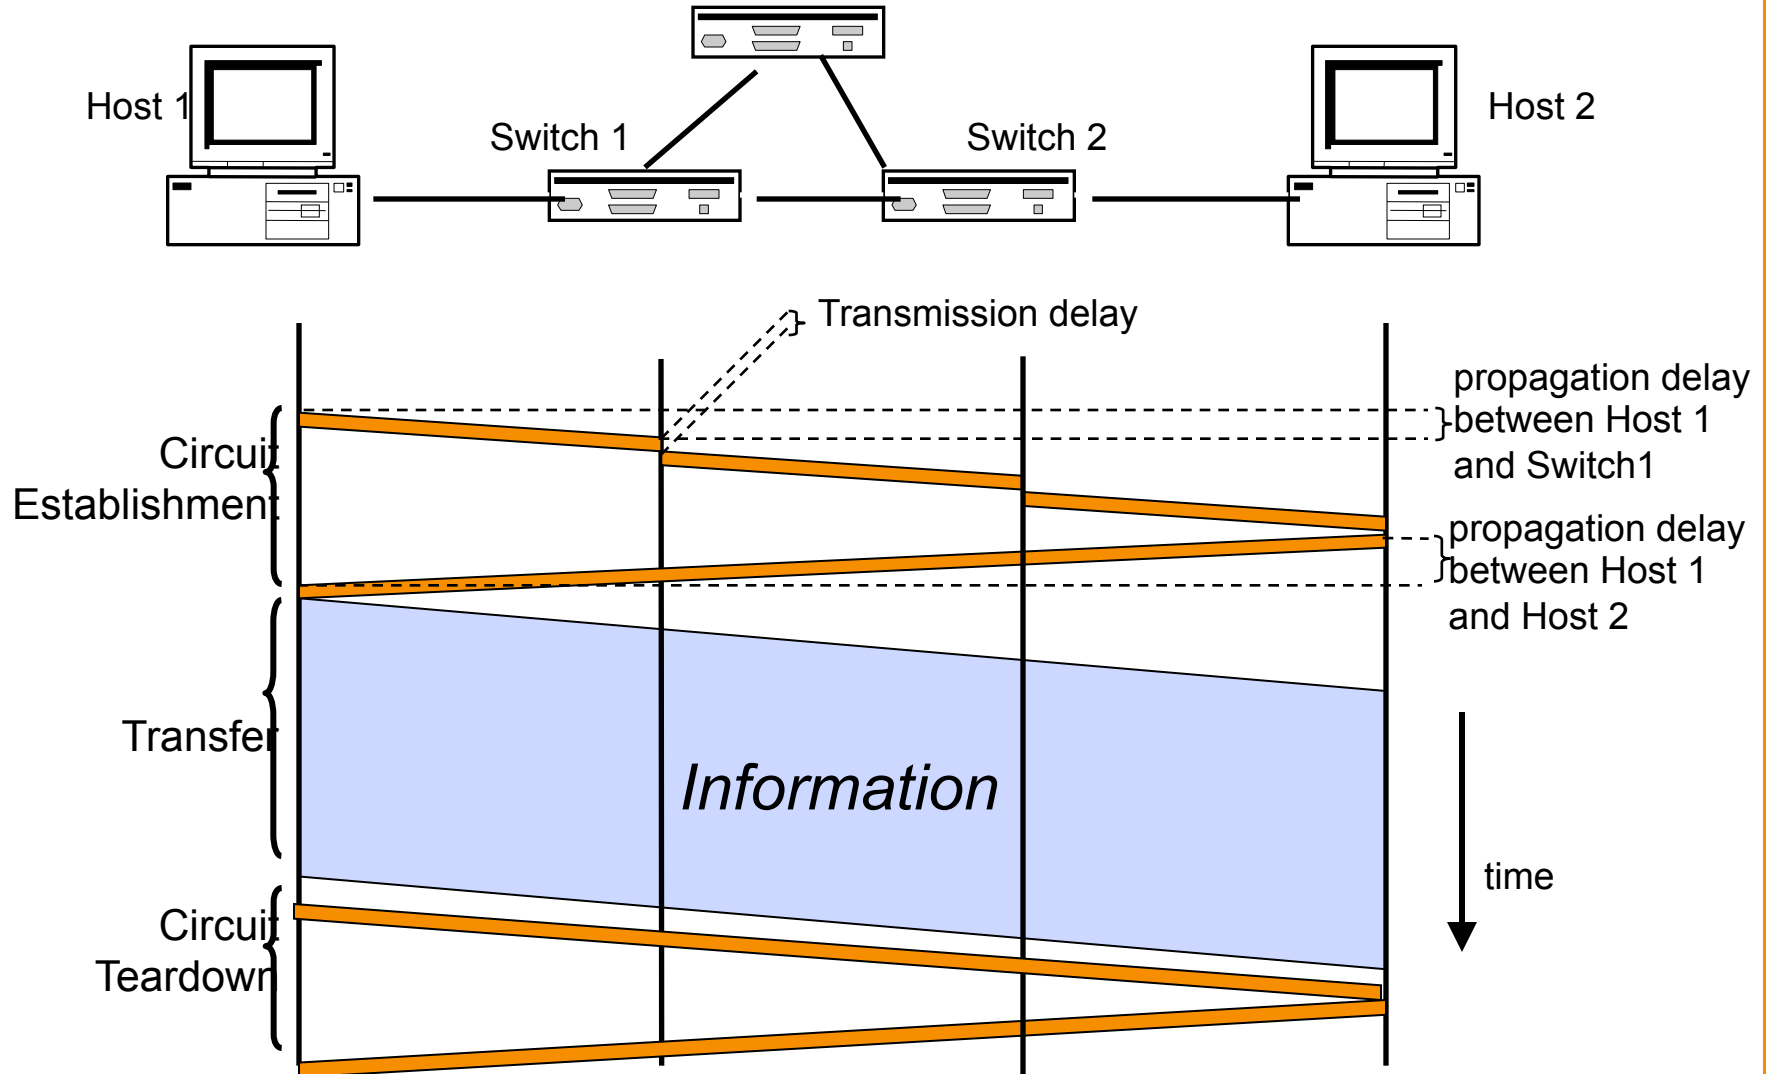 Host 1
Switch 1
Switch 2
Host 2
Transmission delay
propagation delay
between Host 1
and Switch1
Circuit
Establishment
propagation delay
between Host 1
and Host 2
Transfer
Information
time
Circuit
Teardown